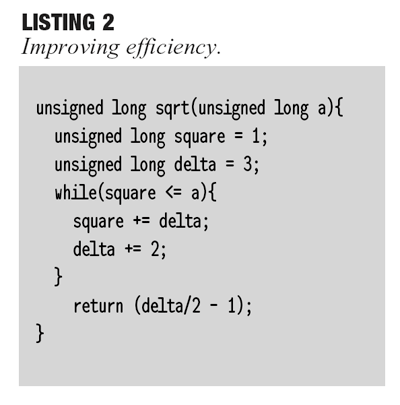 LISTING 2
Improving efficiency.
unsigned long sqrt(unsigned long a){
unsigned long square = 1;
unsigned long delta = 3;
while(square <= a){
square += delta;
delta += 2;
}
return (delta/2 - 1);
}